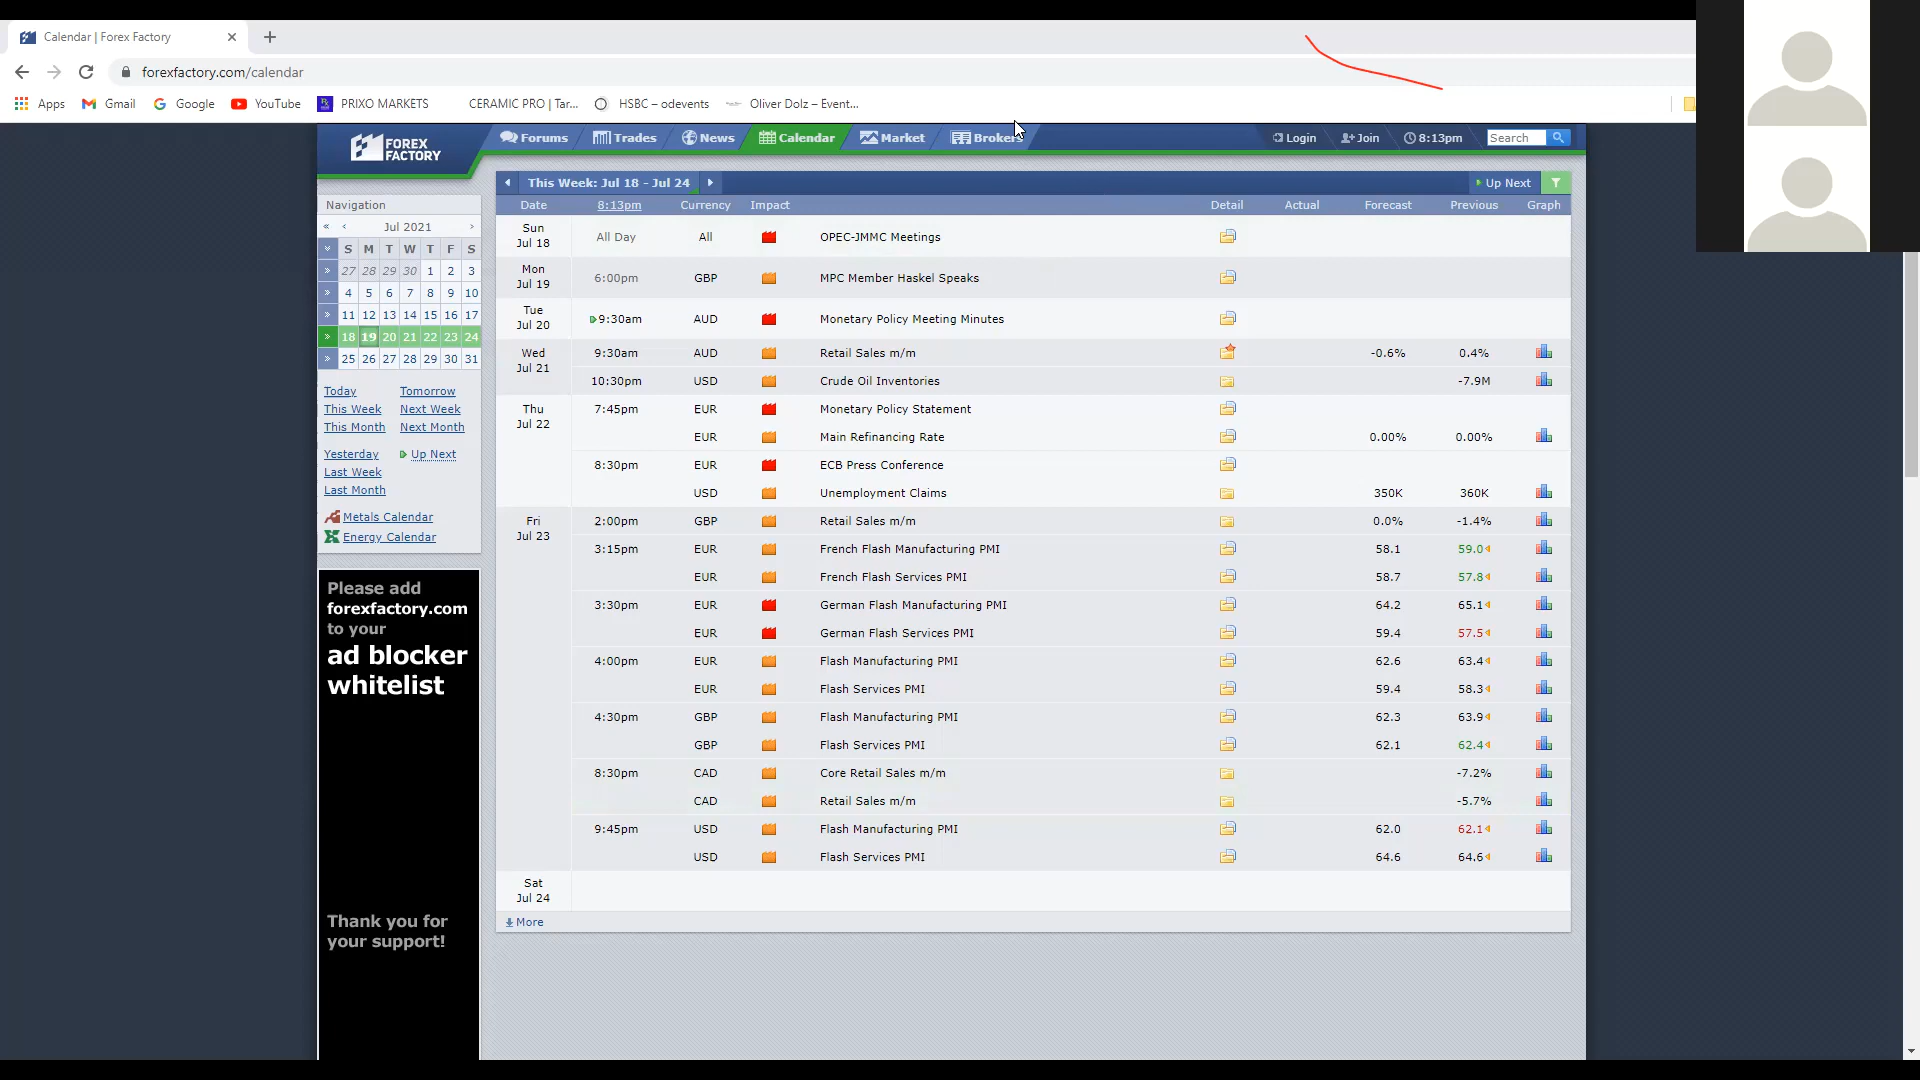 Calendar | Forex Factory
forexfactory.com/calendar
Apps Gmail Google YouTube PRIXO MARKETS CERAMIC PRO | Tar... HSBC – odevents Oliver Dolz – Event...
FOREX FACTORY
Forums Trades News Calendar Market Brokers Login Join 8:13pm Search
This Week: Jul 18 - Jul 24 Up Next
Date 8:13pm Currency Impact Detail Actual Forecast Previous Graph
Sun Jul 18 All Day All OPEC-JMMC Meetings
Mon Jul 19 6:00pm GBP MPC Member Haskel Speaks
Tue Jul 20 9:30am AUD Monetary Policy Meeting Minutes
Wed Jul 21 9:30am AUD Retail Sales m/m -0.6% 0.4%
10:30pm USD Crude Oil Inventories -7.9M
Thu Jul 22 7:45pm EUR Monetary Policy Statement
EUR Main Refinancing Rate 0.00% 0.00%
8:30pm EUR ECB Press Conference
USD Unemployment Claims 350K 360K
Fri Jul 23 2:00pm GBP Retail Sales m/m 0.0% -1.4%
3:15pm EUR French Flash Manufacturing PMI 58.1 59.0
EUR French Flash Services PMI 58.7 57.8
3:30pm EUR German Flash Manufacturing PMI 64.2 65.1
EUR German Flash Services PMI 59.4 57.5
4:00pm EUR Flash Manufacturing PMI 62.6 63.4
EUR Flash Services PMI 59.4 58.3
4:30pm GBP Flash Manufacturing PMI 62.3 63.9
GBP Flash Services PMI 62.1 62.4
8:30pm CAD Core Retail Sales m/m -7.2%
CAD Retail Sales m/m -5.7%
9:45pm USD Flash Manufacturing PMI 62.0 62.1
USD Flash Services PMI 64.6 64.6
Sat Jul 24
More
Navigation
« ‹ Jul 2021 ›
S M T W T F S
27 28 29 30 1 2 3
4 5 6 7 8 9 10
11 12 13 14 15 16 17
18 19 20 21 22 23 24
25 26 27 28 29 30 31
Today Tomorrow
This Week Next Week
This Month Next Month
Yesterday Up Next
Last Week
Last Month
Metals Calendar
Energy Calendar
Please add
forexfactory.com
to your
ad blocker
whitelist
Thank you for
your support!